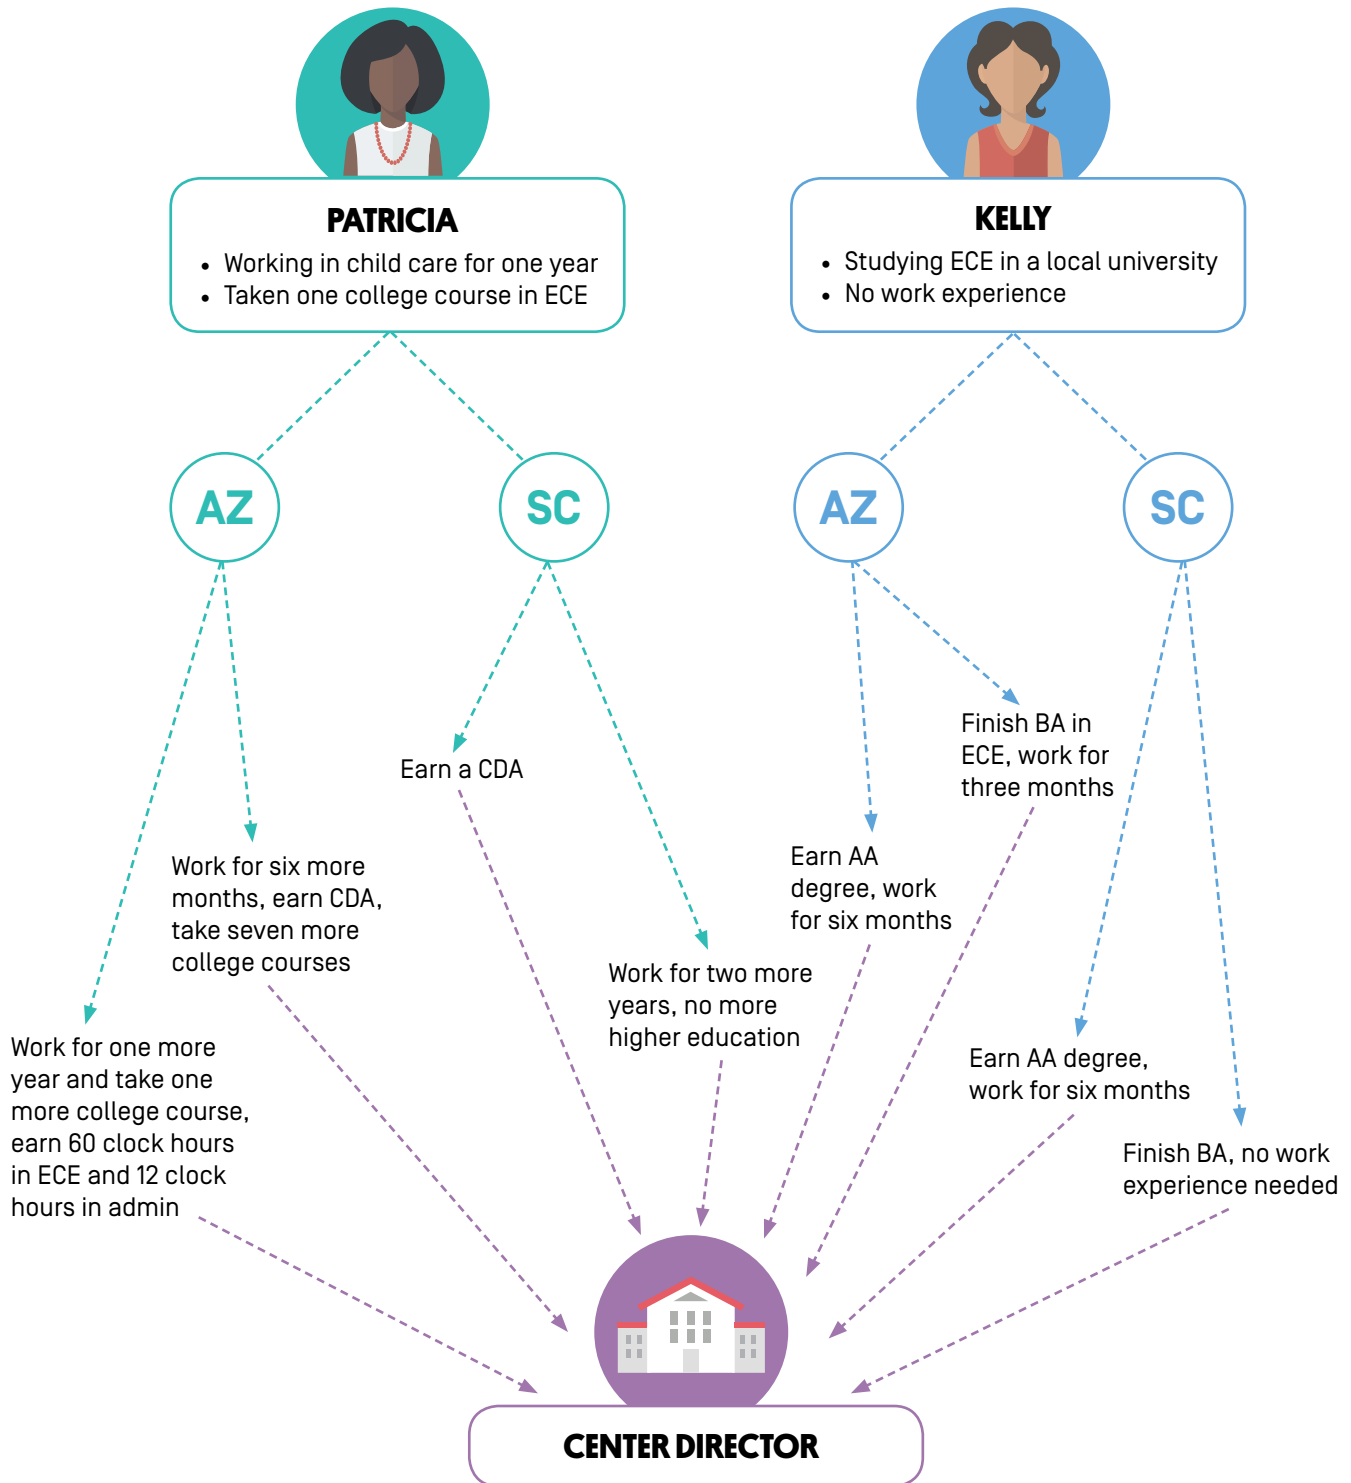 PATRICIA
• Working in child care for one year
• Taken one college course in ECE
KELLY
• Studying ECE in a local university
• No work experience
AZ
SC
AZ
SC
Work for one more
year and take one
more college course,
earn 60 clock hours
in ECE and 12 clock
hours in admin
Work for six more
months, earn CDA,
take seven more
college courses
Earn a CDA
Work for two more
years, no more
higher education
Earn AA
degree, work
for six months
Finish BA in
ECE, work for
three months
Earn AA degree,
work for six months
Finish BA, no work
experience needed
CENTER DIRECTOR